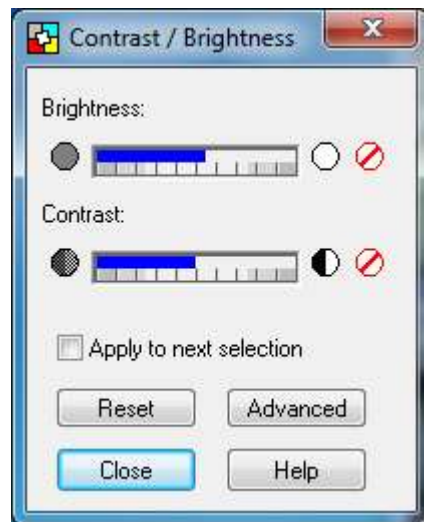 Contrast / Brightness
Brightness:
Contrast:
Apply to next selection
Reset Advanced
Close Help